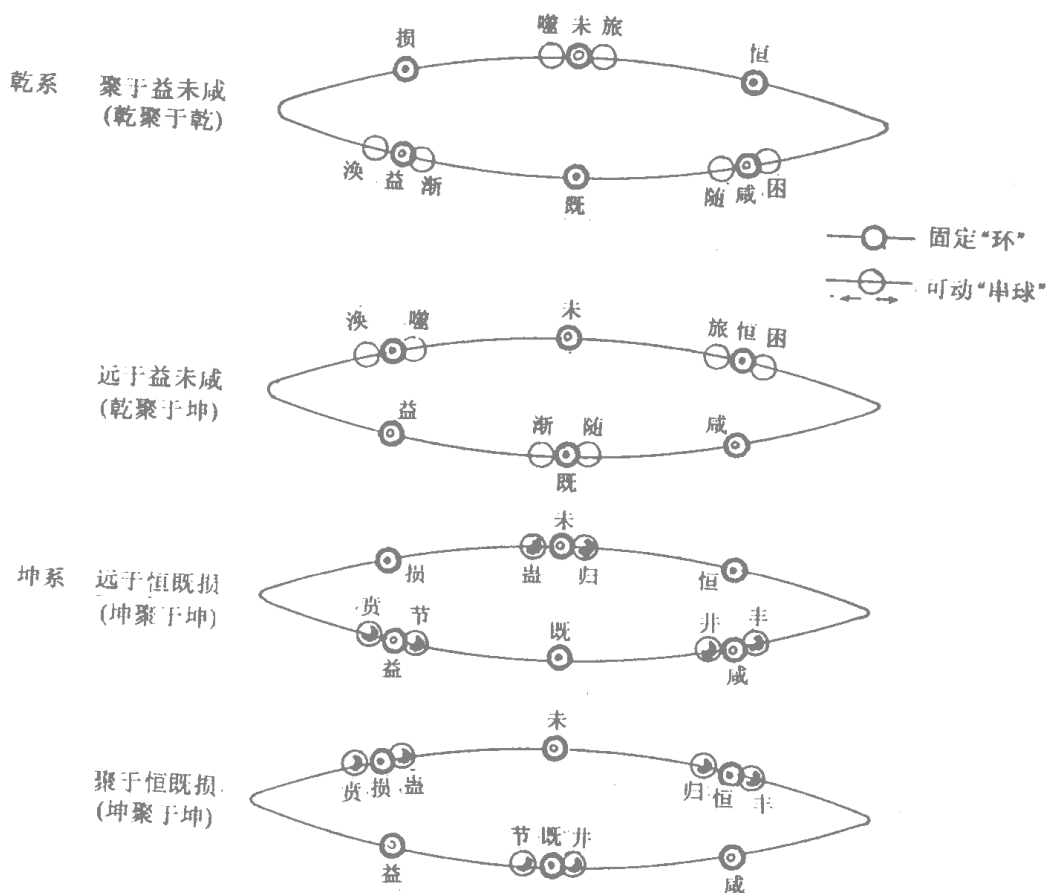 损
噬 未 旅
恒
乾系 聚于益未咸
(乾聚于乾)
涣 益 渐
既
随 咸 困
固定“环”
可动“串球”
涣 噬
未
旅 恒 困
远于益未咸
(乾聚于坤)
益
渐 随
既
咸
坤系 远于恒既损
(坤聚于坤)
未
损
蛊 归
恒
贲 节
益
既
井 丰
咸
聚于恒既损
(坤聚于坤)
未
贲 损 蛊
归 恒 丰
益
节 既 井
咸